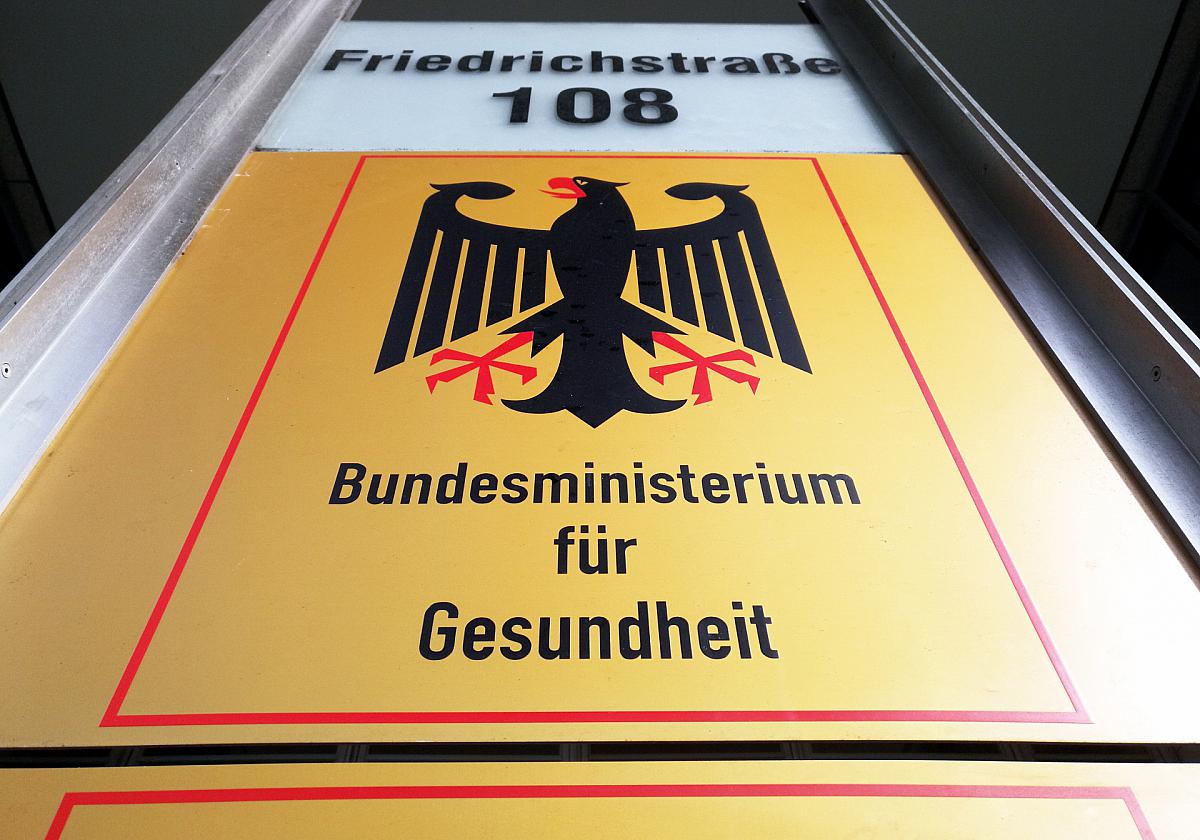 Friedrichstraße
108
Bundesministerium
für
Gesundheit